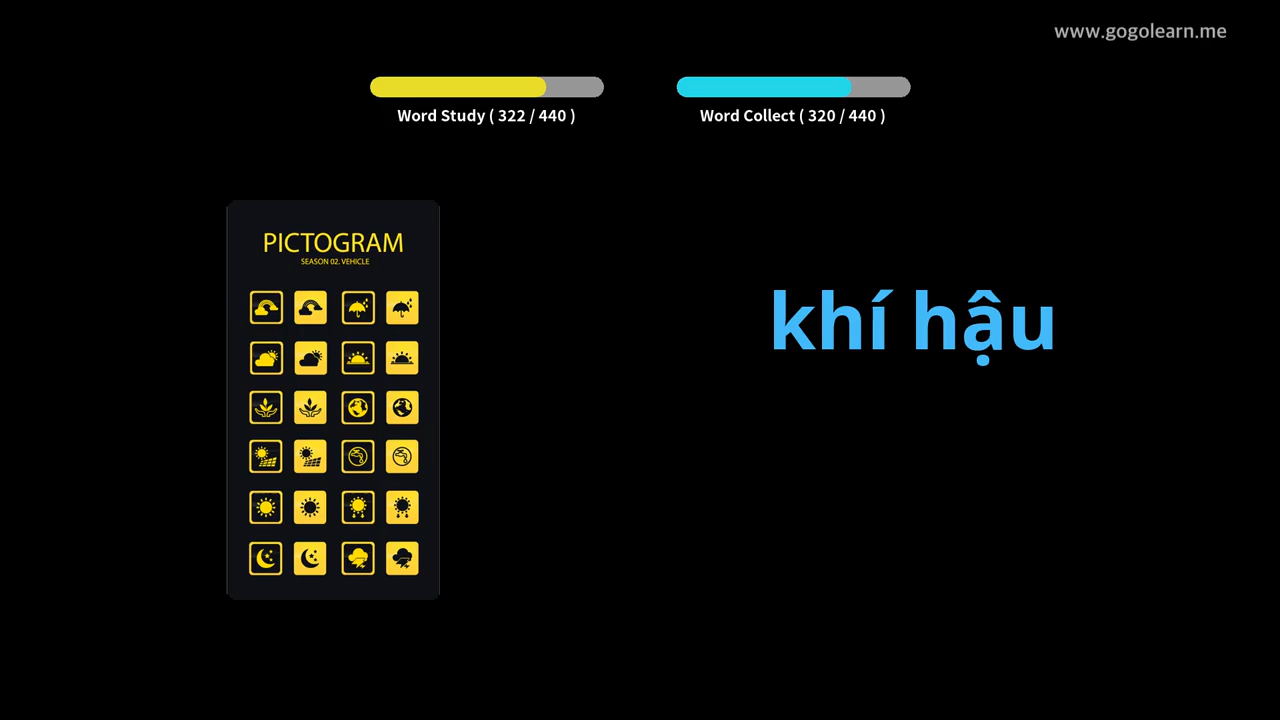 www.gogolearn.me
Word Study ( 322 / 440 )
Word Collect ( 320 / 440 )
PICTOGRAM
SEASON 02. VEHICLE
khí hậu